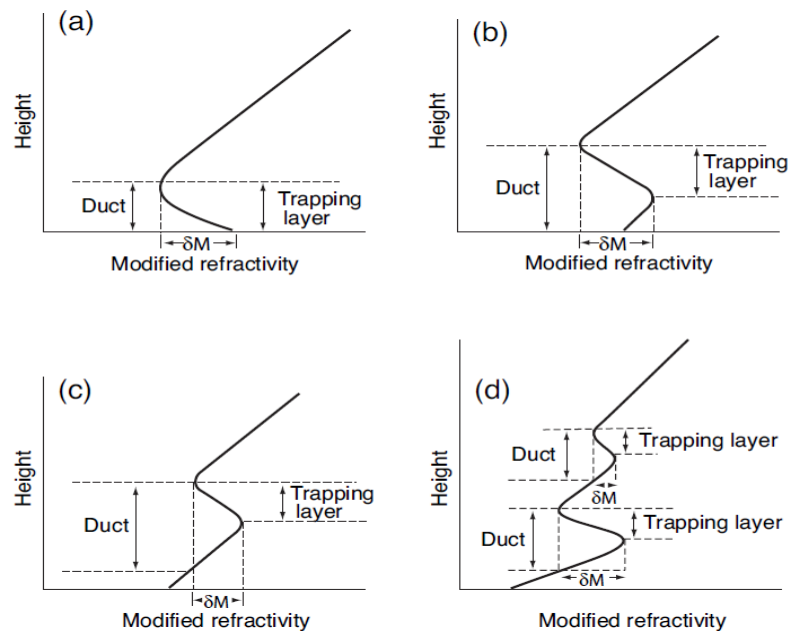 (a)
Height
Duct
Trapping
layer
δM
Modified refractivity
(b)
Height
Duct
Trapping
layer
δM
Modified refractivity
(c)
Height
Duct
Trapping
layer
δM
Modified refractivity
(d)
Height
Duct
Trapping layer
δM
Duct
Trapping layer
δM
Modified refractivity